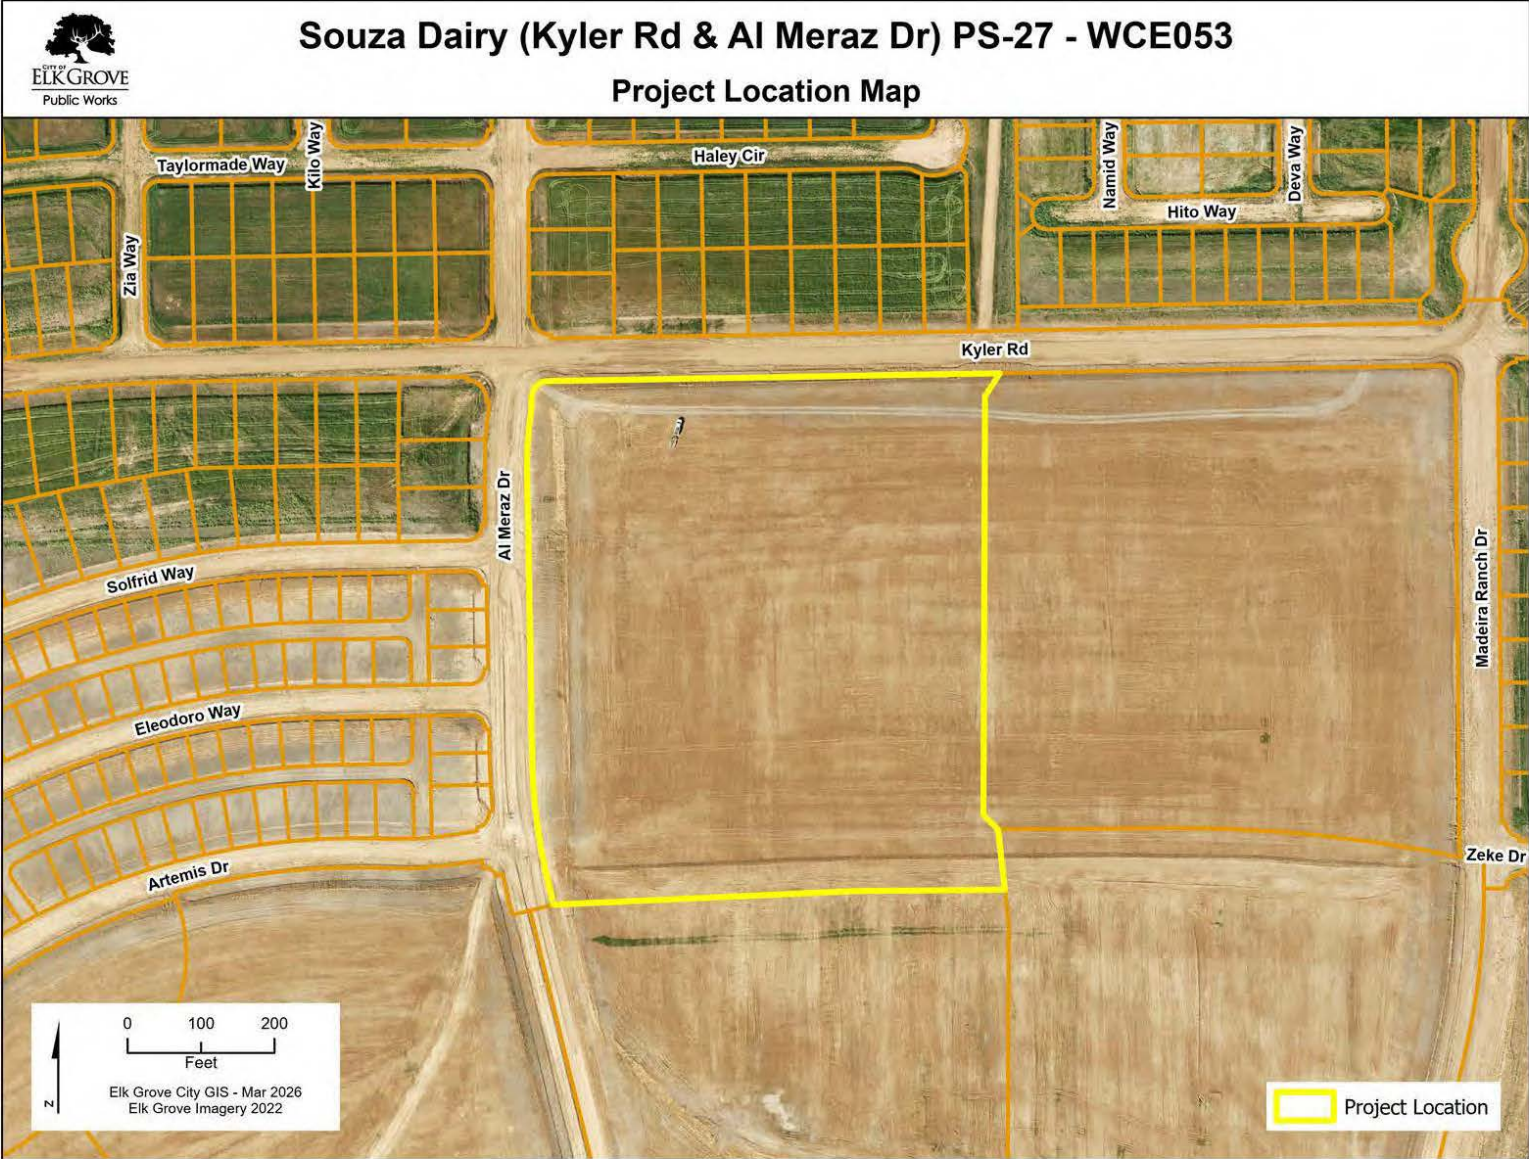 Souza Dairy (Kyler Rd & Al Meraz Dr) PS-27 - WCE053
Project Location Map
CITY OF
ELK GROVE
Public Works
Taylormade Way
Kilo Way
Haley Cir
Namid Way
Deva Way
Hito Way
Zia Way
Kyler Rd
Al Meraz Dr
Solfrid Way
Madeira Ranch Dr
Eleodoro Way
Artemis Dr
Zeke Dr
0 100 200
Feet
N
Elk Grove City GIS - Mar 2026
Elk Grove Imagery 2022
Project Location